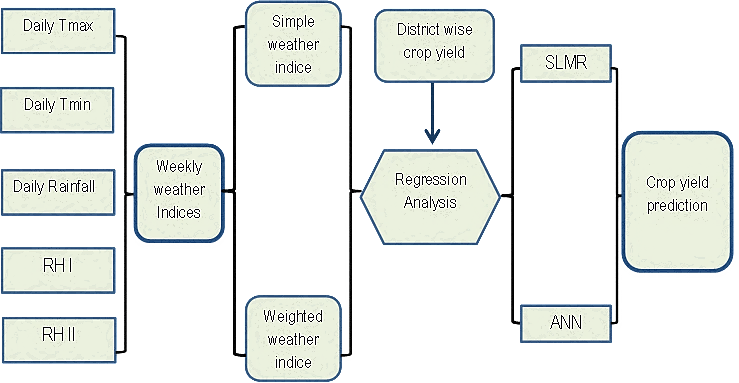 Daily Tmax
Daily Tmin
Daily Rainfall
RH I
RH II
Weekly
weather
Indices
Simple
weather
indice
Weighted
weather
indice
District wise
crop yield
Regression
Analysis
SLMR
ANN
Crop yield
prediction